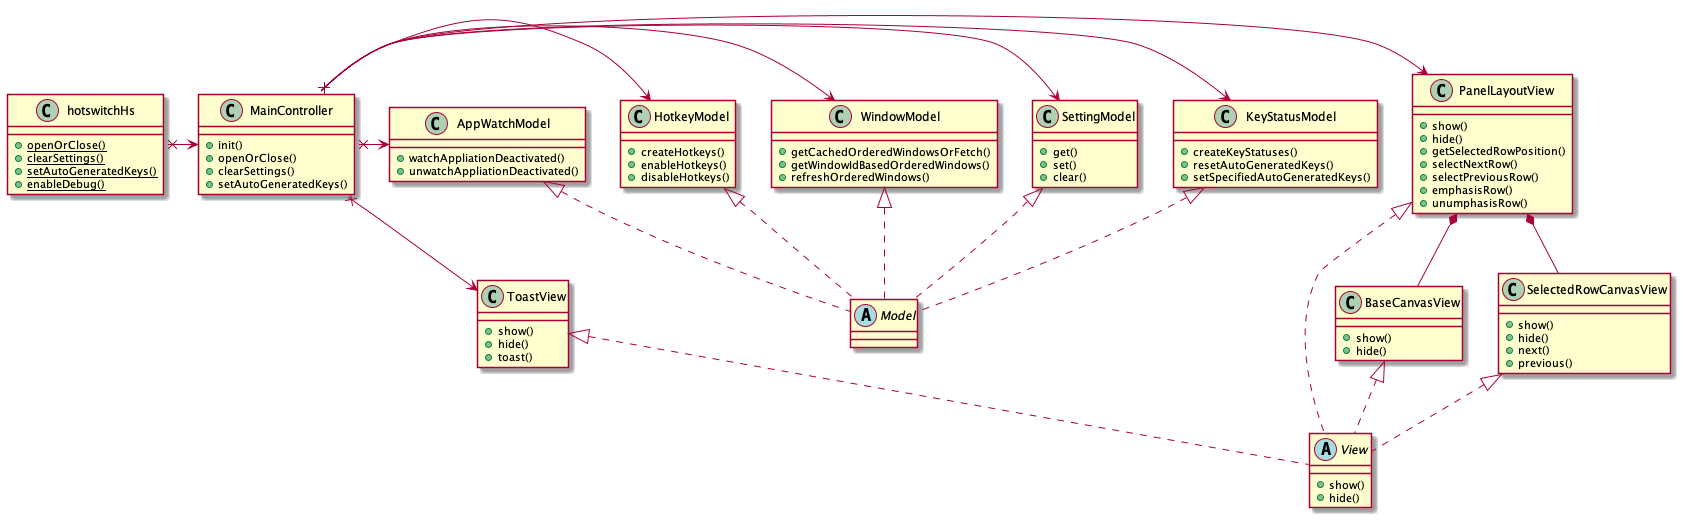 C hotswitchHs
openOrClose()
clearSettings()
setAutoGeneratedKeys()
enableDebug()
C MainController
init()
openOrClose()
clearSettings()
setAutoGeneratedKeys()
C AppWatchModel
watchAppliationDeactivated()
unwatchAppliationDeactivated()
C HotkeyModel
createHotkeys()
enableHotkeys()
disableHotkeys()
C WindowModel
getCachedOrderedWindowsOrFetch()
getWindowIdBasedOrderedWindows()
refreshOrderedWindows()
C SettingModel
get()
set()
clear()
C KeyStatusModel
createKeyStatuses()
resetAutoGeneratedKeys()
setSpecifiedAutoGeneratedKeys()
C PanelLayoutView
show()
hide()
getSelectedRowPosition()
selectNextRow()
selectPreviousRow()
emphasisRow()
unumphasisRow()
C ToastView
show()
hide()
toast()
A Model
C BaseCanvasView
show()
hide()
C SelectedRowCanvasView
show()
hide()
next()
previous()
A View
show()
hide()